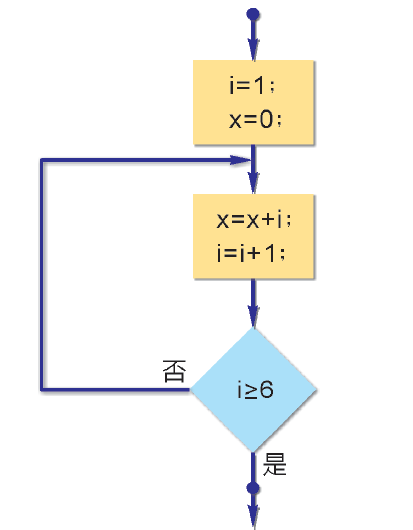 i=1;
x=0;
x=x+i;
i=i+1;
否
i≥6
是